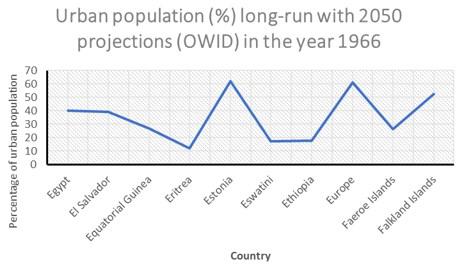 Urban population (%) long-run with 2050
projections (OWID) in the year 1966
Percentage of urban population
70
60
50
40
30
20
10
0
Egypt
El Salvador
Equatorial Guinea
Eritrea
Estonia
Eswatini
Ethiopia
Europe
Faeroe Islands
Falkland Islands
Country